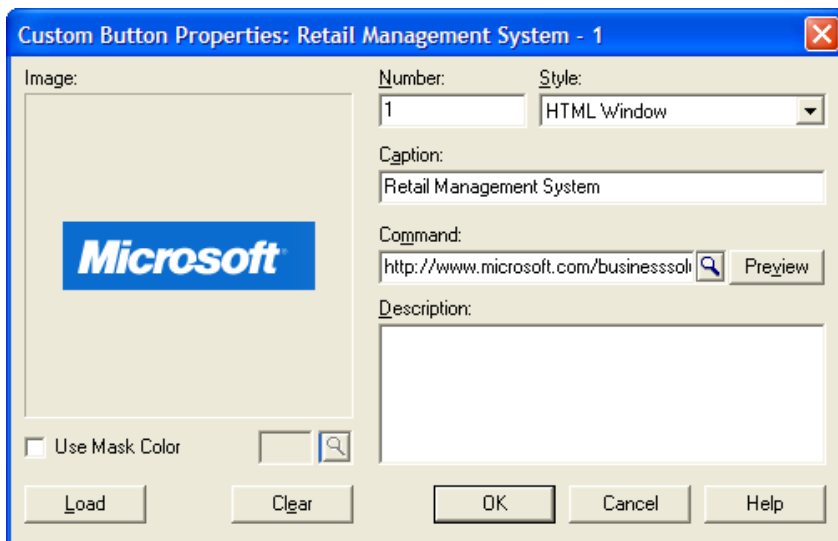 Custom Button Properties: Retail Management System - 1
Image:
Number:
Style:
1
HTML Window
Caption:
Retail Management System
Microsoft
Command:
http://www.microsoft.com/businesssol
Preview
Description:
Use Mask Color
Load
Clear
OK
Cancel
Help